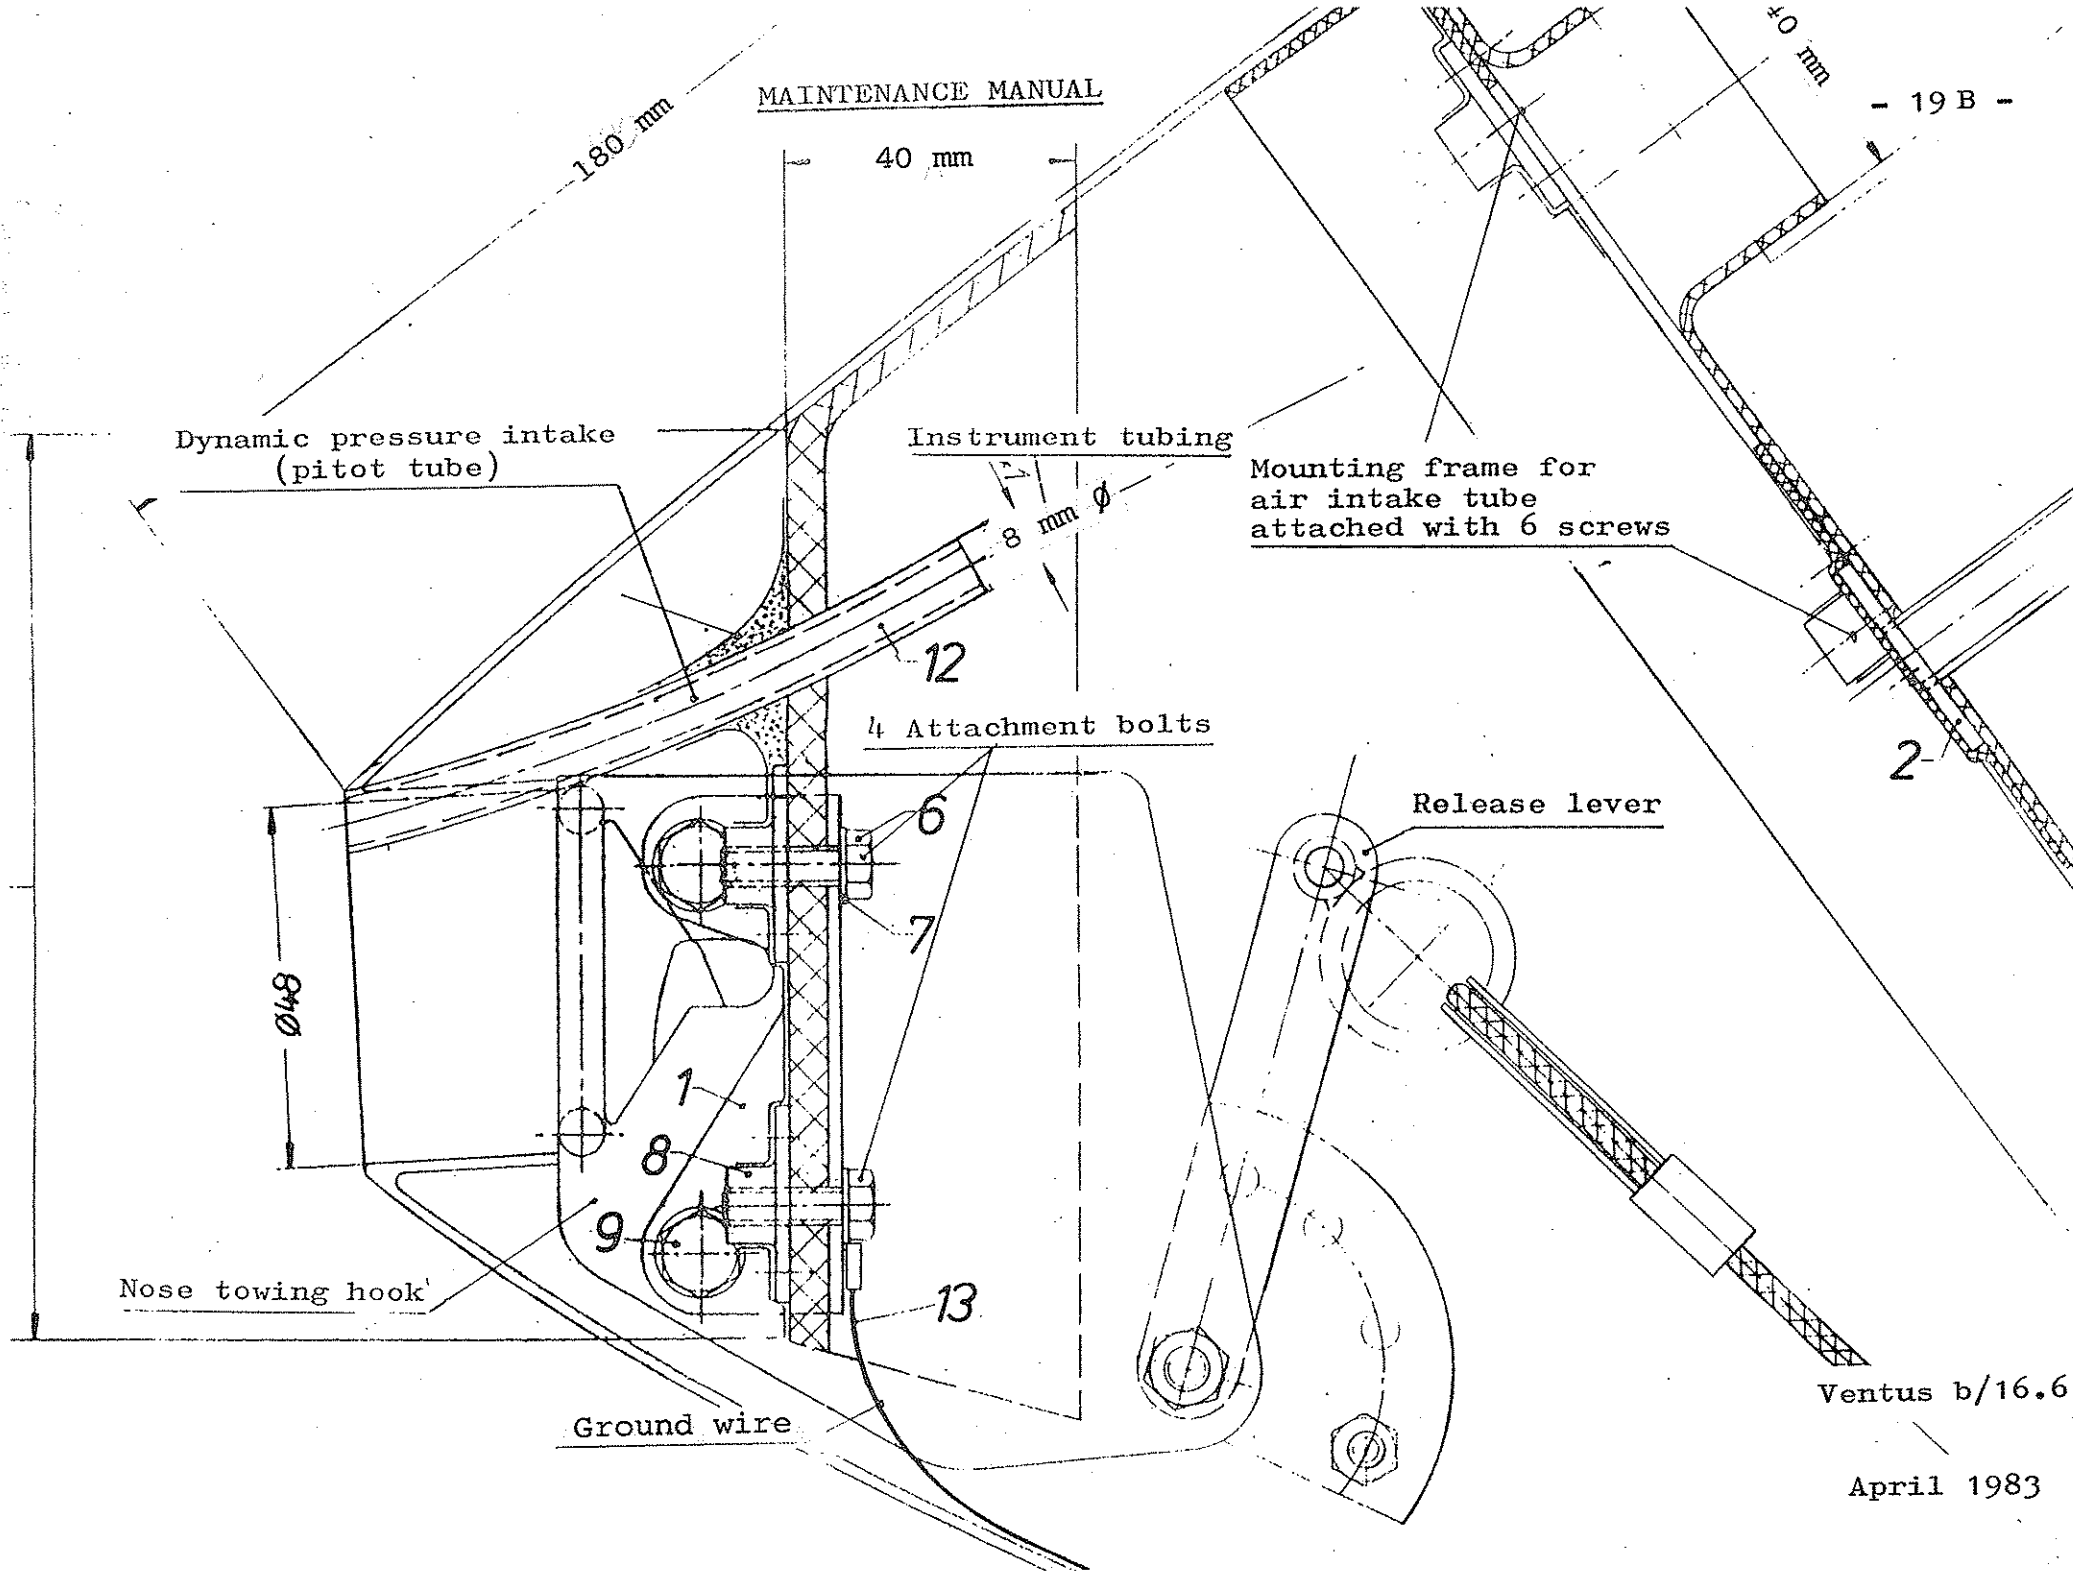 MAINTENANCE MANUAL
40 mm
- 19 B -
180 mm
40 mm
Dynamic pressure intake
(pitot tube)
Instrument tubing
8 mm ϕ
Mounting frame for
air intake tube
attached with 6 screws
12
4 Attachment bolts
2
6
Release lever
7
Ø48
1
8
9
Nose towing hook
13
Ground wire
Ventus b/16.6
April 1983